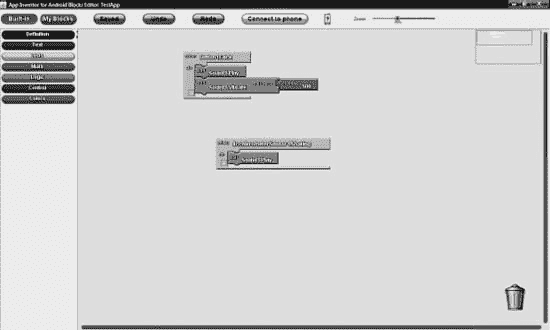 App Inventor for Android Blocks Editor TestApp
Built-In My Blocks Saved Undo Redo Connect to phone Zoom
Definition
Text
Lists
Math
Logic
Control
Colors
when Button1.Click
do
call Sound1.Play
call Sound1.Vibrate
500
when AccelerometerSensor1.Shaking
do
call Sound1.Play